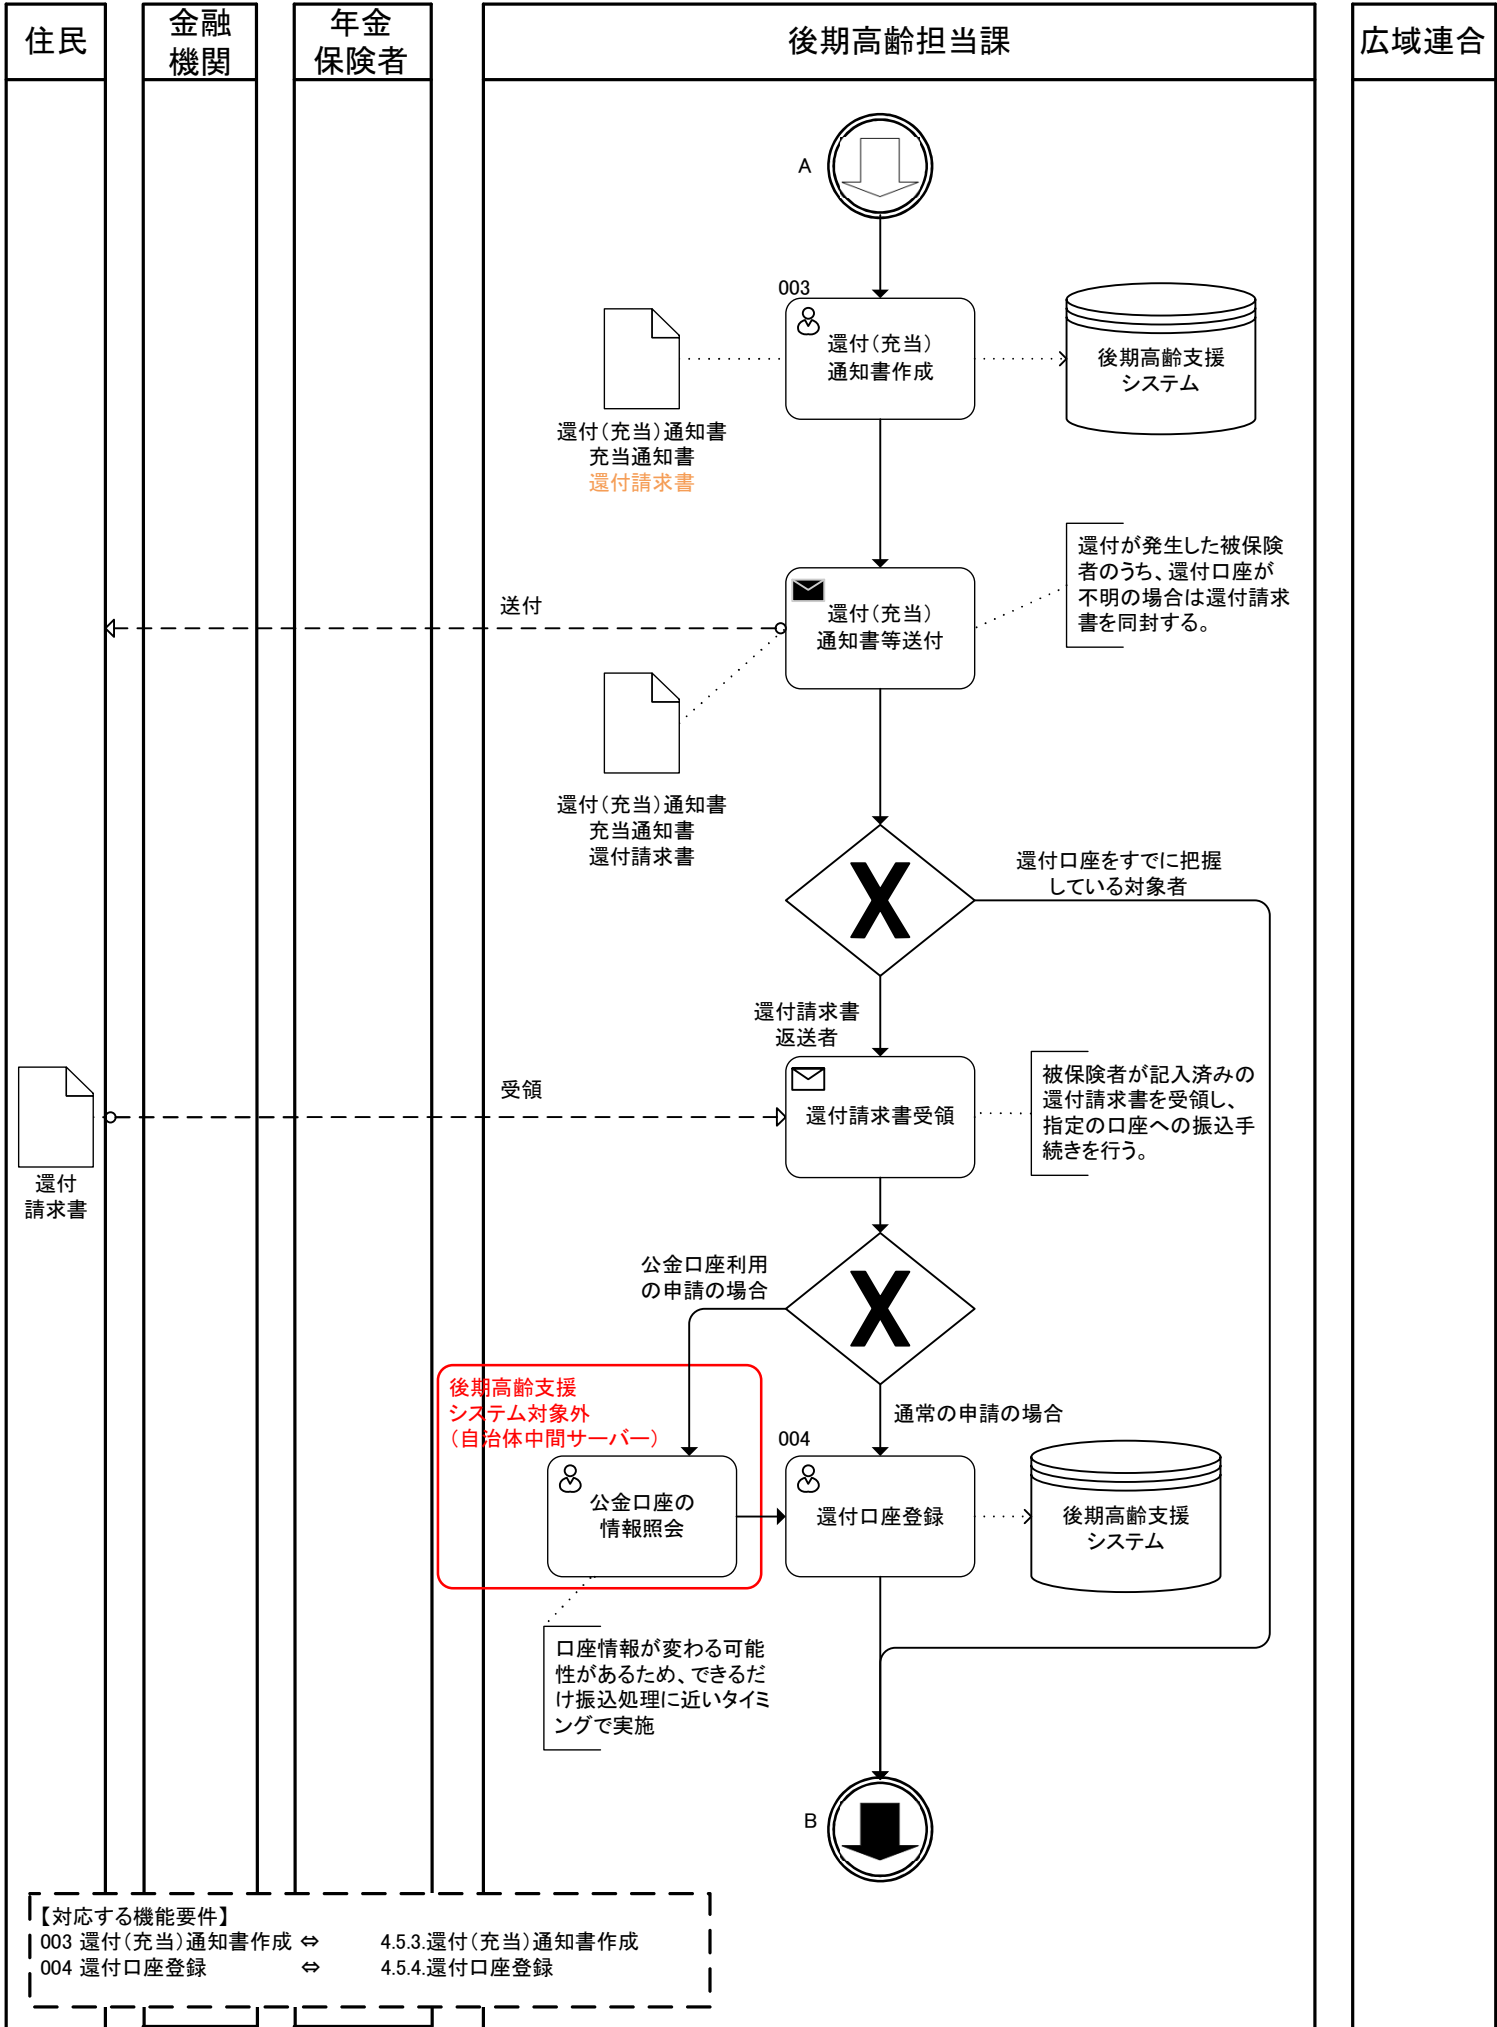 住民
金融
機関
年金
保険者
後期高齢担当課
広域連合
A
003
還付(充当)
通知書作成
後期高齢支援
システム
還付(充当)通知書
充当通知書
還付請求書
還付が発生した被保険
者のうち、還付口座が
不明の場合は還付請求
書を同封する。
送付
還付(充当)
通知書等送付
還付(充当)通知書
充当通知書
還付請求書
還付口座をすでに把握
している対象者
還付請求書
返送者
還付
請求書
受領
還付請求書受領
被保険者が記入済みの
還付請求書を受領し、
指定の口座への振込手
続きを行う。
公金口座利用
の申請の場合
後期高齢支援
システム対象外
(自治体中間サーバー)
通常の申請の場合
004
公金口座の
情報照会
還付口座登録
後期高齢支援
システム
口座情報が変わる可能
性があるため、できるだ
け振込処理に近いタイミ
ングで実施
B
【対応する機能要件】
003 還付(充当)通知書作成 ⇔ 4.5.3.還付(充当)通知書作成
004 還付口座登録 ⇔ 4.5.4.還付口座登録